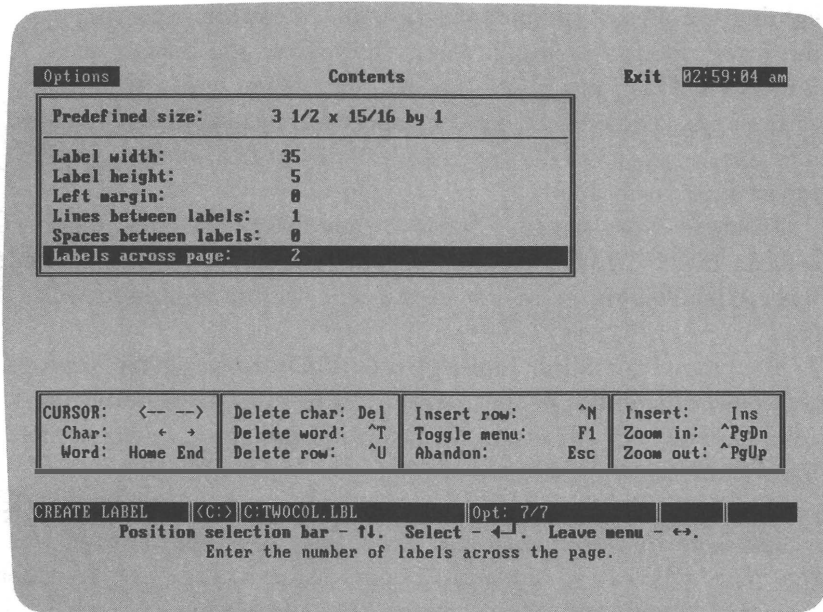 Options Contents Exit 02:59:04 am
Predefined size: 3 1/2 x 15/16 by 1
Label width: 35
Label height: 5
Left margin: 0
Lines between labels: 1
Spaces between labels: 0
Labels across page: 2
CURSOR: <-- --> Delete char: Del Insert row: ^N Insert: Ins
Char: ← → Delete word: ^T Toggle menu: F1 Zoom in: ^PgDn
Word: Home End Delete row: ^U Abandon: Esc Zoom out: ^PgUp
CREATE LABEL <C:> C:TWOCOL.LBL Opt: 7/7
Position selection bar - ↑↓. Select - ↵. Leave menu - ↔.
Enter the number of labels across the page.